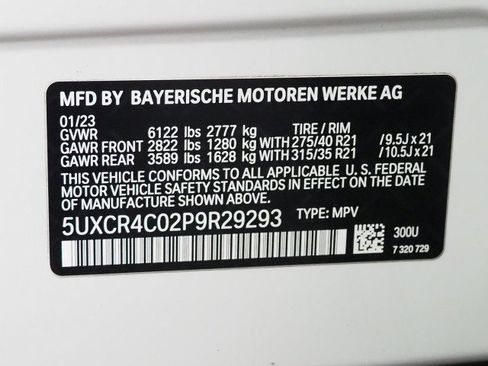 MFD BY BAYERISCHE MOTOREN WERKE AG
01/23
GVWR 6122 lbs 2777 kg TIRE / RIM
GAWR FRONT 2822 lbs 1280 kg WITH 275/40 R21 /9.5J x 21
GAWR REAR 3589 lbs 1628 kg WITH 315/35 R21 /10.5J x 21
THIS VEHICLE CONFORMS TO ALL APPLICABLE U. S. FEDERAL
MOTOR VEHICLE SAFETY STANDARDS IN EFFECT ON THE DATE
OF MANUFACTURE SHOWN ABOVE.
5UXCR4C02P9R29293 TYPE: MPV
300U
7 320 729